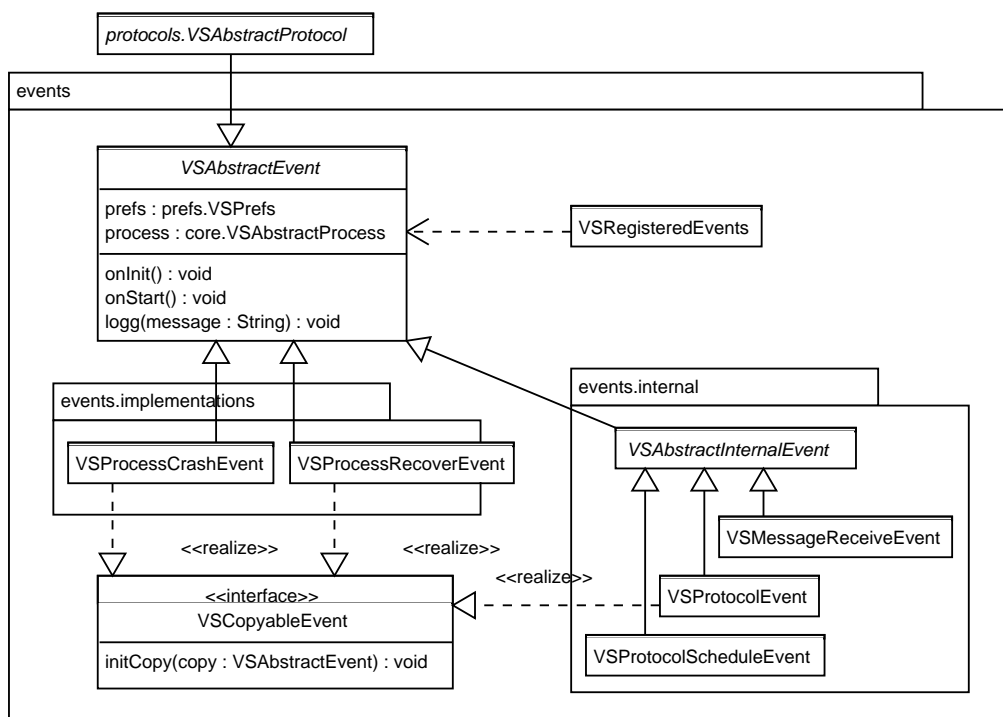 protocols.VSAbstractProtocol
events
VSAbstractEvent
prefs : prefs.VSPrefs
process : core.VSAbstractProcess
VSRegisteredEvents
onInit() : void
onStart() : void
logg(message : String) : void
events.implementations
events.internal
VSProcessCrashEvent
VSProcessRecoverEvent
VSAbstractInternalEvent
VSMessageReceiveEvent
<<realize>>
<<realize>>
<<realize>>
<<interface>>
VSCopyableEvent
VSProtocolEvent
initCopy(copy : VSAbstractEvent) : void
VSProtocolScheduleEvent